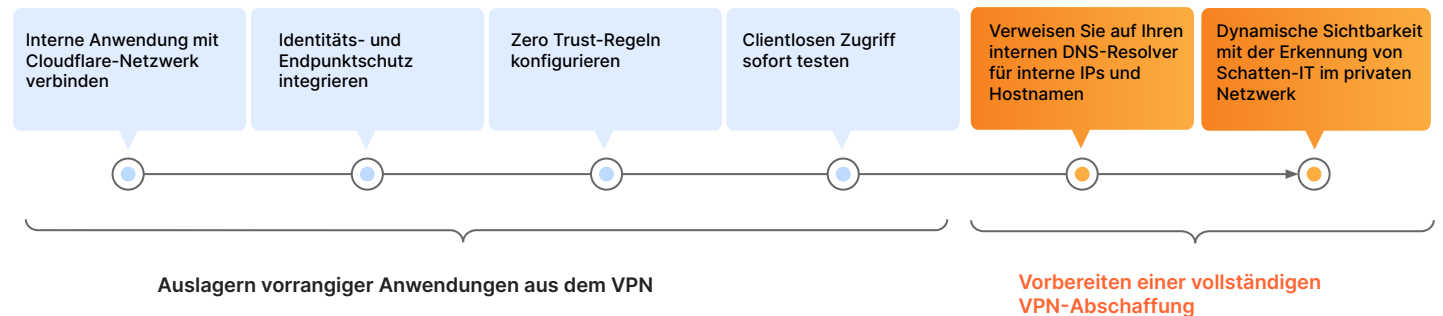 Interne Anwendung mit
Cloudflare-Netzwerk
verbinden
Identitäts- und
Endpunktschutz
integrieren
Zero Trust-Regeln
konfigurieren
Clientlosen Zugriff
sofort testen
Verweisen Sie auf Ihren
internen DNS-Resolver
für interne IPs und
Hostnamen
Dynamische Sichtbarkeit
mit der Erkennung von
Schatten-IT im privaten
Netzwerk
Auslagern vorrangiger Anwendungen aus dem VPN
Vorbereiten einer vollständigen
VPN-Abschaffung